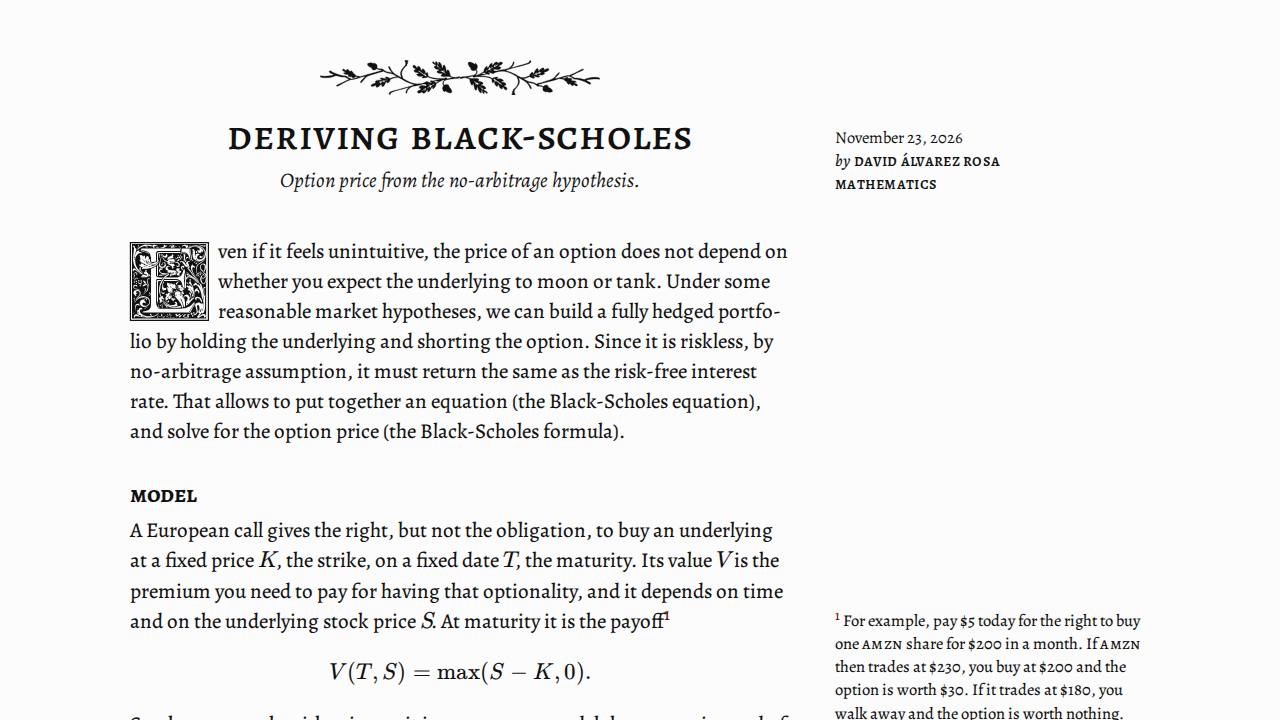 DERIVING BLACK-SCHOLES
Option price from the no-arbitrage hypothesis.
November 23, 2026
by DAVID ÁLVAREZ ROSA
MATHEMATICS
Even if it feels unintuitive, the price of an option does not depend on
whether you expect the underlying to moon or tank. Under some
reasonable market hypotheses, we can build a fully hedged portfo-
lio by holding the underlying and shorting the option. Since it is riskless, by
no-arbitrage assumption, it must return the same as the risk-free interest
rate. That allows to put together an equation (the Black-Scholes equation),
and solve for the option price (the Black-Scholes formula).
MODEL
A European call gives the right, but not the obligation, to buy an underlying
at a fixed price K, the strike, on a fixed date T, the maturity. Its value V is the
premium you need to pay for having that optionality, and it depends on time
and on the underlying stock price S. At maturity it is the payoff¹
V(T, S) = max(S − K, 0).
¹ For example, pay $5 today for the right to buy
one AMZN share for $200 in a month. If AMZN
then trades at $230, you buy at $200 and the
option is worth $30. If it trades at $180, you
walk away and the option is worth nothing.